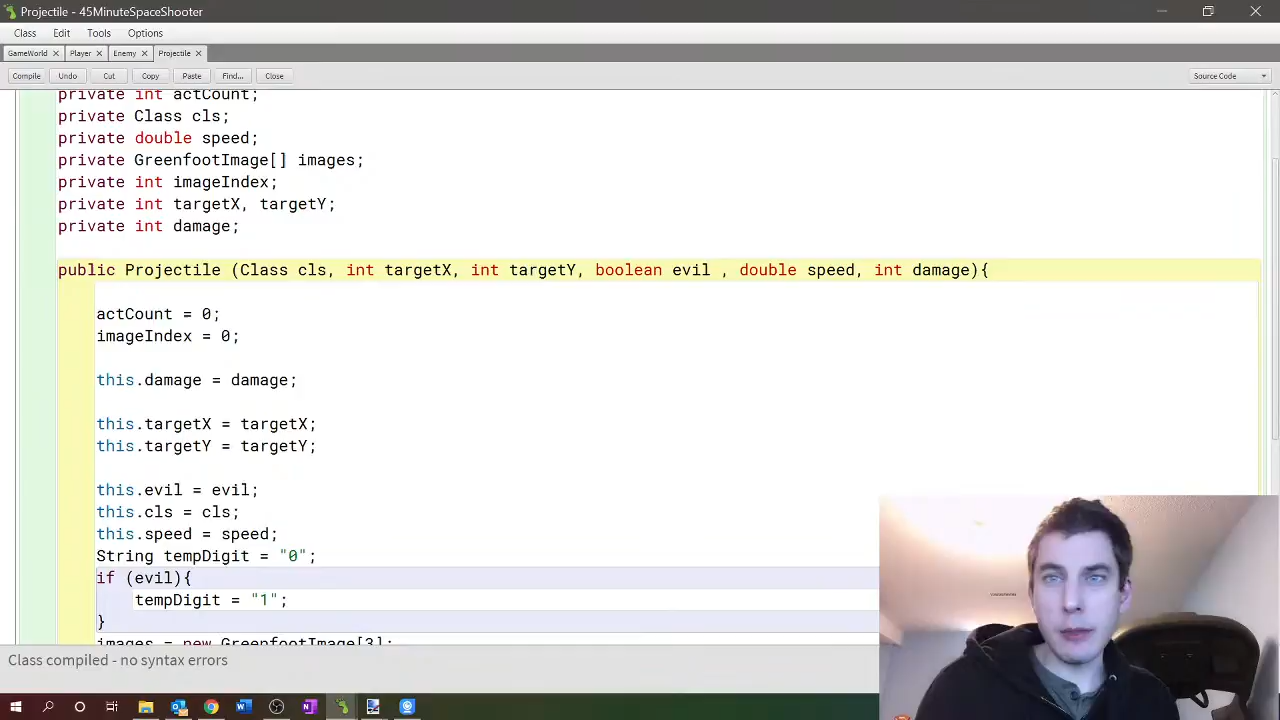 Projectile - 45MinuteSpaceShooter
Class Edit Tools Options
GameWorld Player Enemy Projectile
Compile Undo Cut Copy Paste Find... Close Source Code
private int actCount;
private Class cls;
private double speed;
private GreenfootImage[] images;
private int imageIndex;
private int targetX, targetY;
private int damage;
public Projectile (Class cls, int targetX, int targetY, boolean evil , double speed, int damage){
actCount = 0;
imageIndex = 0;
this.damage = damage;
this.targetX = targetX;
this.targetY = targetY;
this.evil = evil;
this.cls = cls;
this.speed = speed;
String tempDigit = "0";
if (evil){
tempDigit = "1";
}
images = new GreenfootImage[3];
Class compiled - no syntax errors